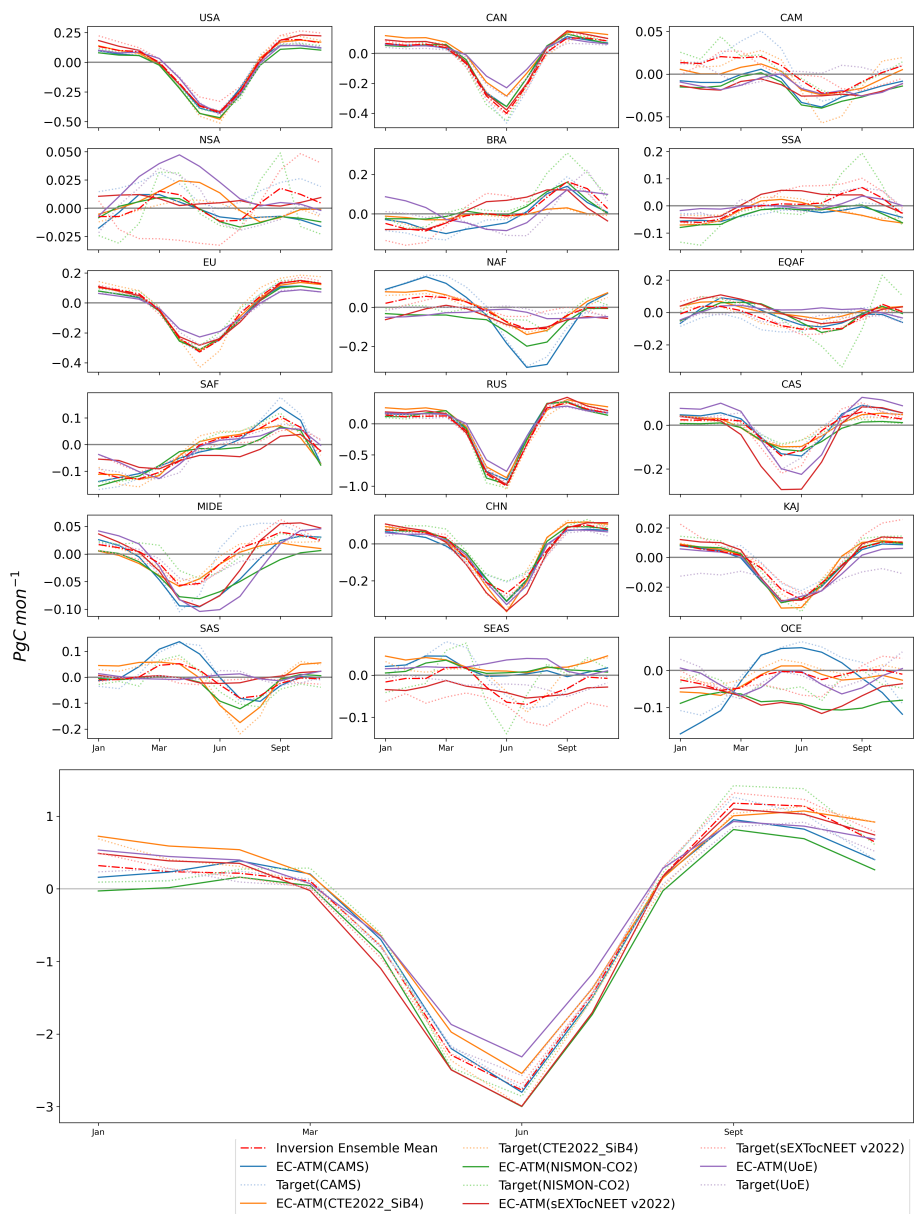 USA CAN CAM
0.25 0.00 −0.25 −0.50
0.0 −0.2 −0.4
0.05 0.00 −0.05
NSA BRA SSA
0.050 0.025 0.000 −0.025
0.2 0.0
0.2 0.1 0.0 −0.1
EU NAF EQAF
0.2 0.0 −0.2 −0.4
0.0 −0.2
0.2 0.0 −0.2
SAF RUS CAS
0.1 0.0 −0.1
0.0 −0.5 −1.0
0.0 −0.2
MIDE CHN KAJ
0.05 0.00 −0.05 −0.10
0.0 −0.2
0.02 0.00 −0.02
SAS SEAS OCE
0.1 0.0 −0.1 −0.2
0.0 −0.1
0.0 −0.1
Jan Mar Jun Sept Jan Mar Jun Sept Jan Mar Jun Sept
PgC mon⁻¹
1
0
−1
−2
−3
Jan Mar Jun Sept
Inversion Ensemble Mean Target(CTE2022_SiB4) Target(sEXTocNEET v2022)
EC-ATM(CAMS) EC-ATM(NISMON-CO2) EC-ATM(UoE)
Target(CAMS) Target(NISMON-CO2) Target(UoE)
EC-ATM(CTE2022_SiB4) EC-ATM(sEXTocNEET v2022)